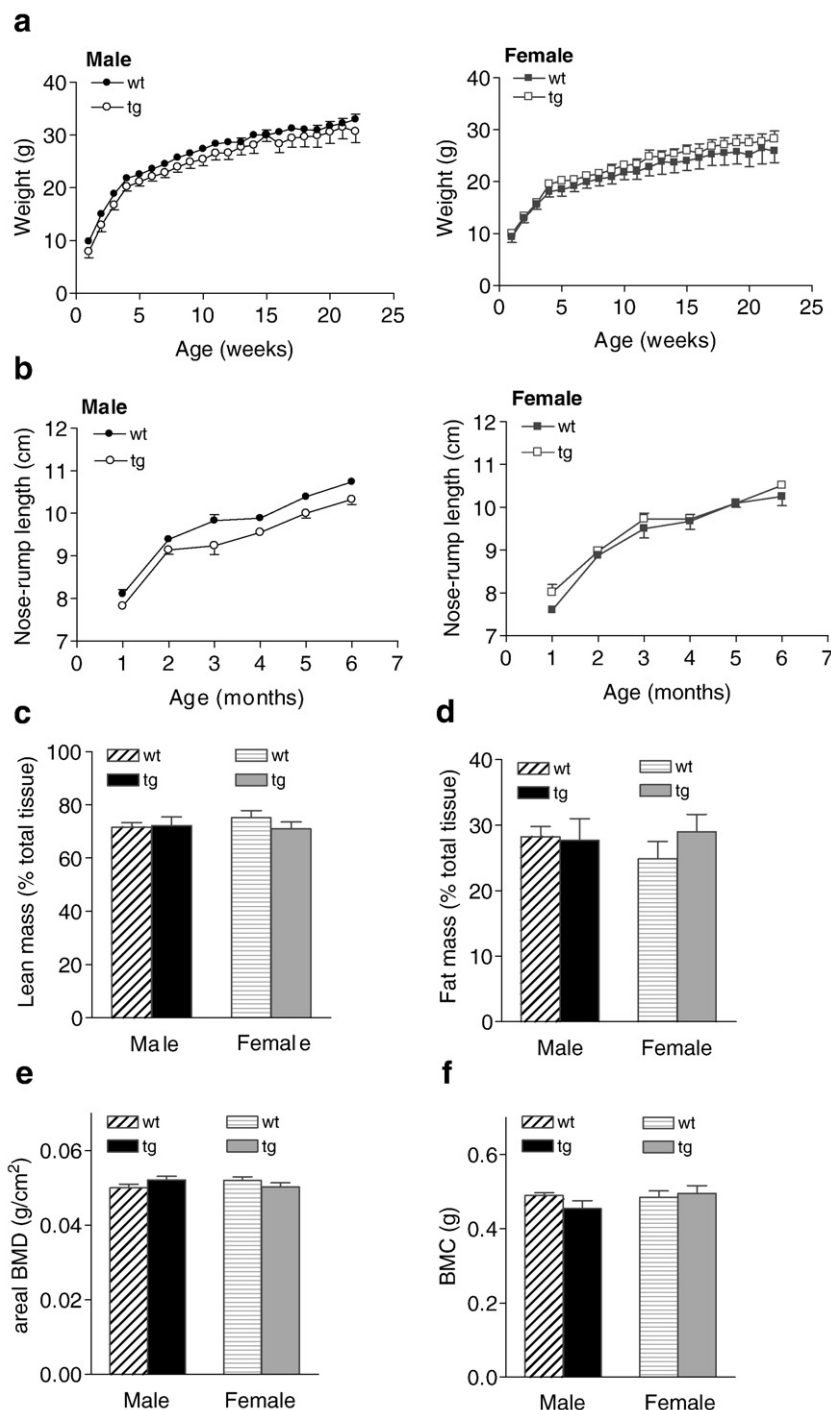 a
Male
wt
tg
Weight (g)
40
30
20
10
0
0 5 10 15 20 25
Age (weeks)
Female
wt
tg
Weight (g)
40
30
20
10
0
0 5 10 15 20 25
Age (weeks)
b
Male
wt
tg
Nose-rump length (cm)
12
11
10
9
8
7
0 1 2 3 4 5 6 7
Age (months)
Female
wt
tg
Nose-rump length (cm)
12
11
10
9
8
7
0 1 2 3 4 5 6 7
Age (months)
c
wt wt
tg tg
Lean mass (% total tissue)
100
80
60
40
20
0
Male Female
d
wt wt
tg tg
Fat mass (% total tissue)
40
30
20
10
0
Male Female
e
wt wt
tg tg
areal BMD (g/cm²)
0.06
0.04
0.02
0.00
Male Female
f
wt wt
tg tg
BMC (g)
0.6
0.4
0.2
0.0
Male Female